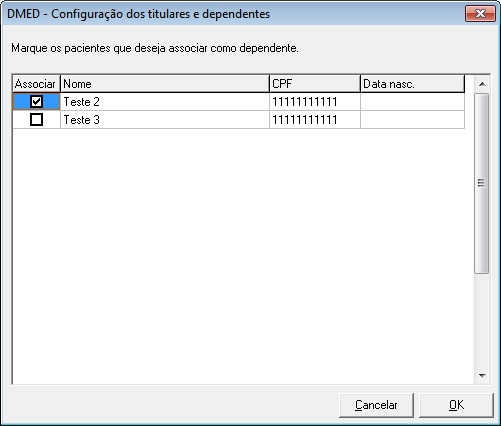 DMED - Configuração dos titulares e dependentes
Marque os pacientes que deseja associar como dependente.
Associar Nome CPF Data nasc.
Teste 2 11111111111
Teste 3 11111111111
Cancelar OK